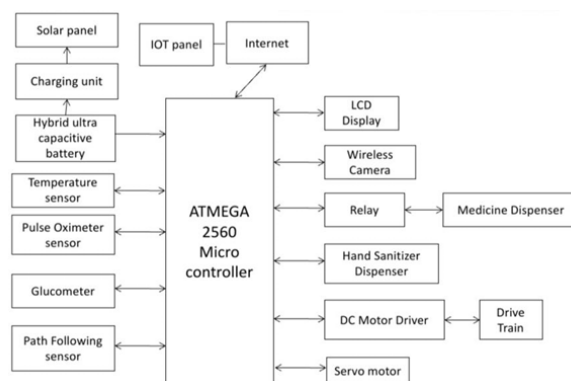 Solar panel
IOT panel
Internet
Charging unit
Hybrid ultra
capacitive
battery
Temperature
sensor
Pulse Oximeter
sensor
Glucometer
Path Following
sensor
ATMEGA
2560
Micro
controller
LCD
Display
Wireless
Camera
Relay
Medicine Dispenser
Hand Sanitizer
Dispenser
DC Motor Driver
Drive
Train
Servo motor